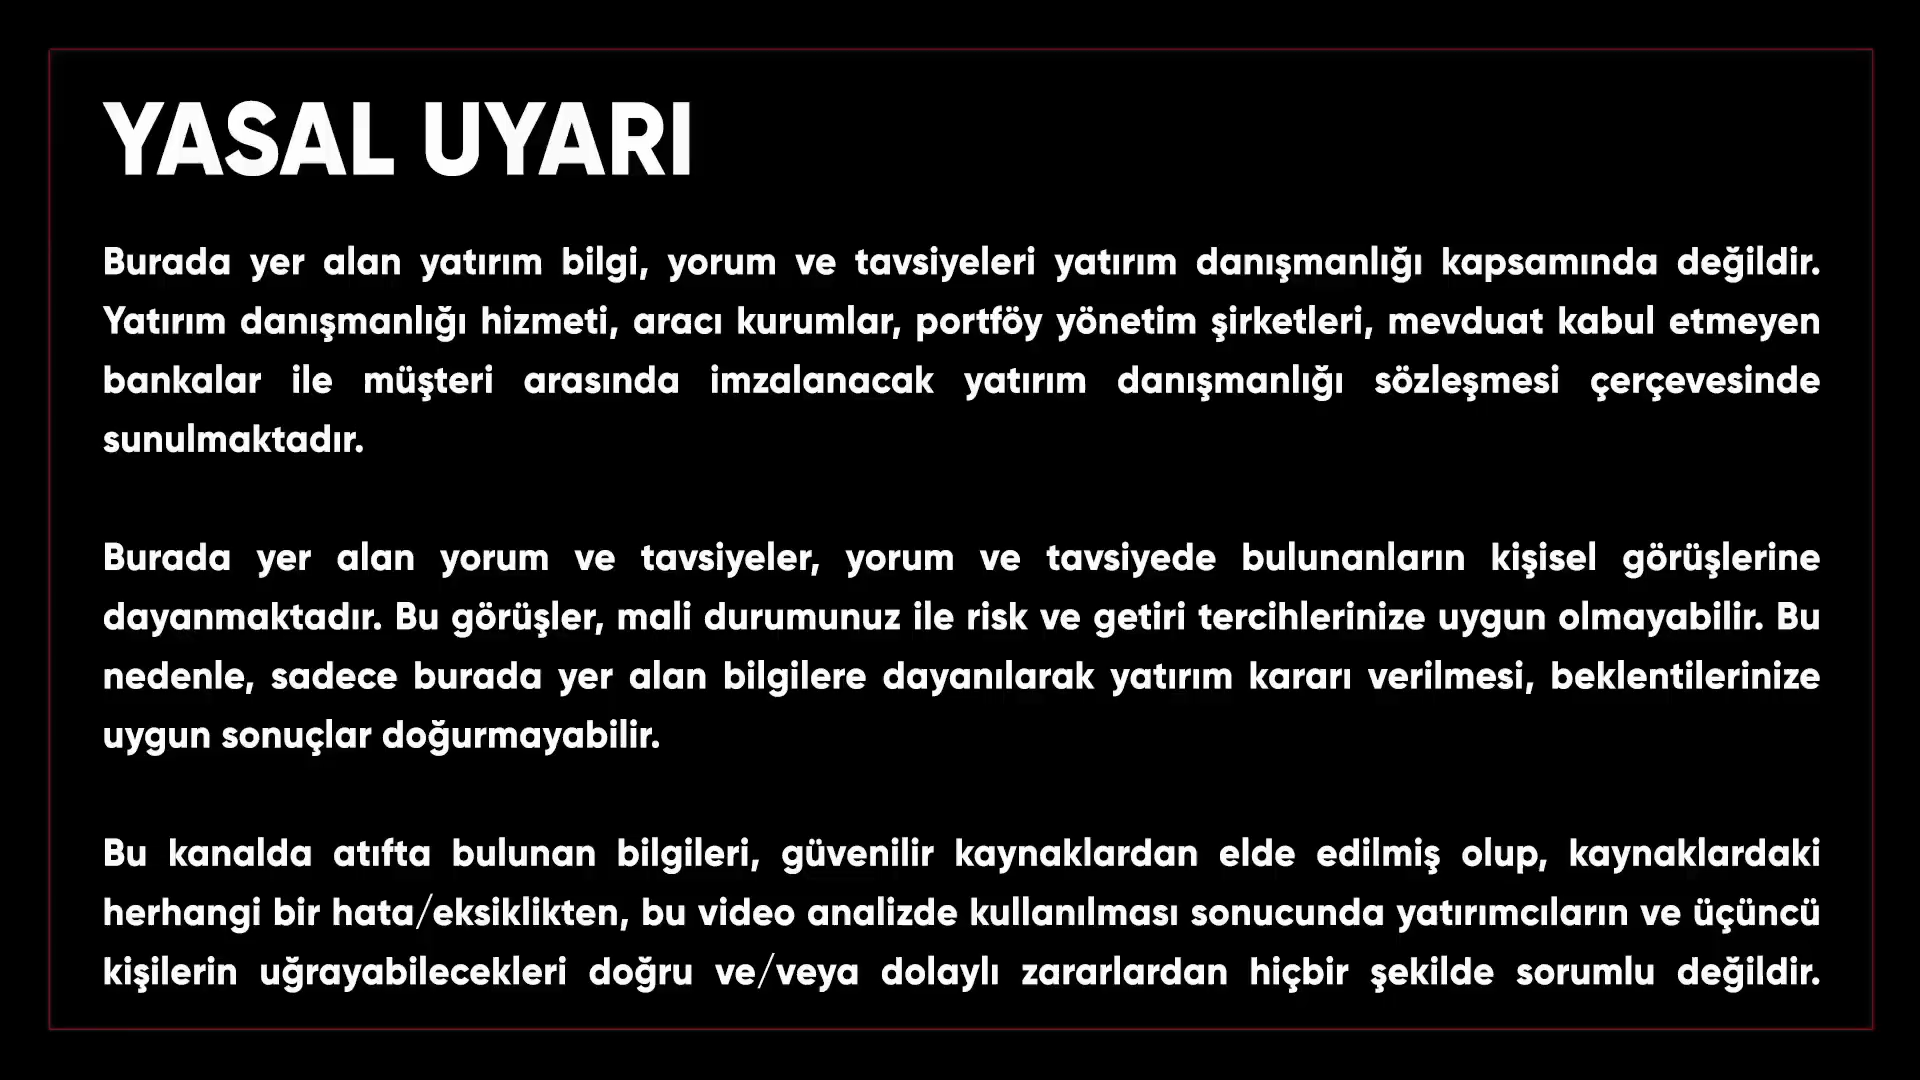 YASAL UYARI
Burada yer alan yatırım bilgi, yorum ve tavsiyeleri yatırım danışmanlığı kapsamında değildir.
Yatırım danışmanlığı hizmeti, aracı kurumlar, portföy yönetim şirketleri, mevduat kabul etmeyen
bankalar ile müşteri arasında imzalanacak yatırım danışmanlığı sözleşmesi çerçevesinde
sunulmaktadır.
Burada yer alan yorum ve tavsiyeler, yorum ve tavsiyede bulunanların kişisel görüşlerine
dayanmaktadır. Bu görüşler, mali durumunuz ile risk ve getiri tercihlerinize uygun olmayabilir. Bu
nedenle, sadece burada yer alan bilgilere dayanılarak yatırım kararı verilmesi, beklentilerinize
uygun sonuçlar doğurmayabilir.
Bu kanalda atıfta bulunan bilgileri, güvenilir kaynaklardan elde edilmiş olup, kaynaklardaki
herhangi bir hata/eksiklikten, bu video analizde kullanılması sonucunda yatırımcıların ve üçüncü
kişilerin uğrayabilecekleri doğru ve/veya dolaylı zararlardan hiçbir şekilde sorumlu değildir.